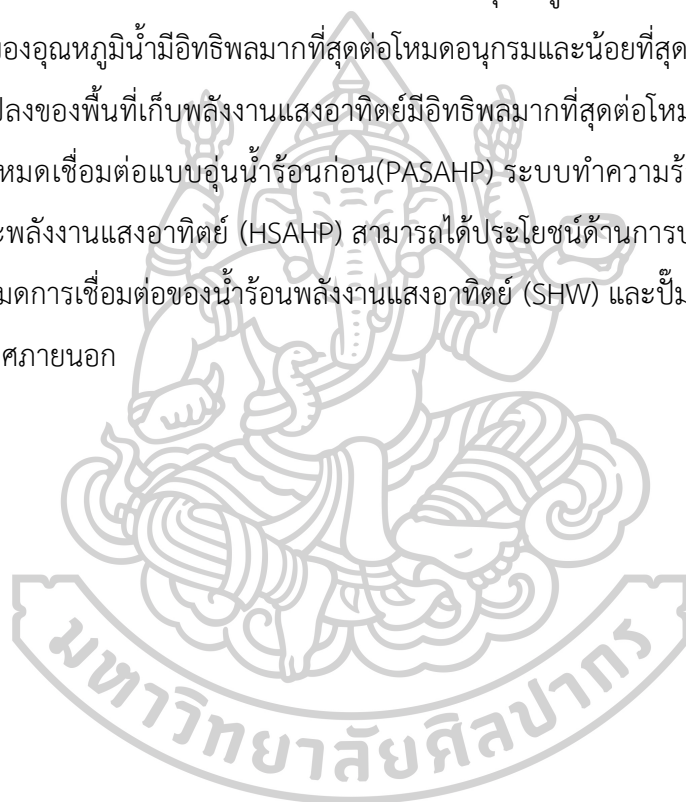 ของอุณหภูมิน้ำมีอิทธิพลมากที่สุดต่อโหมดอนุกรมและน้อยที่สุด
ปลงของพื้นที่เก็บพลังงานแสงอาทิตย์มีอิทธิพลมากที่สุดต่อโหม
หมดเชื่อมต่อแบบอุ่นน้ำร้อนก่อน(PASAHP) ระบบทำความร้
ะพลังงานแสงอาทิตย์ (HSAHP) สามารถได้ประโยชน์ด้านการป
มดการเชื่อมต่อของน้ำร้อนพลังงานแสงอาทิตย์ (SHW) และปั๊ม
ศภายนอก
มหาวิทยาลัยศิลปากร